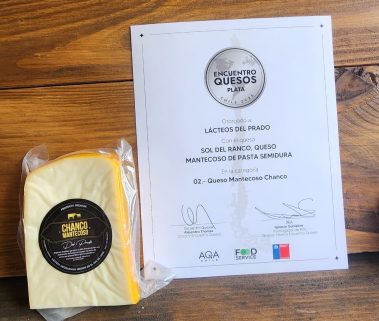 ENCUENTRO
QUESOS
PLATA
Otorgado a:
LÁCTEOS DEL PRADO
Con el queso
SOL DEL RANCO, QUESO
MANTECOSO DE PASTA SEMIDURA
En la categoría
02.- Queso Mantecoso Chanco
AQA
FOOD
SERVICE
CHANCO
MANTECOSO